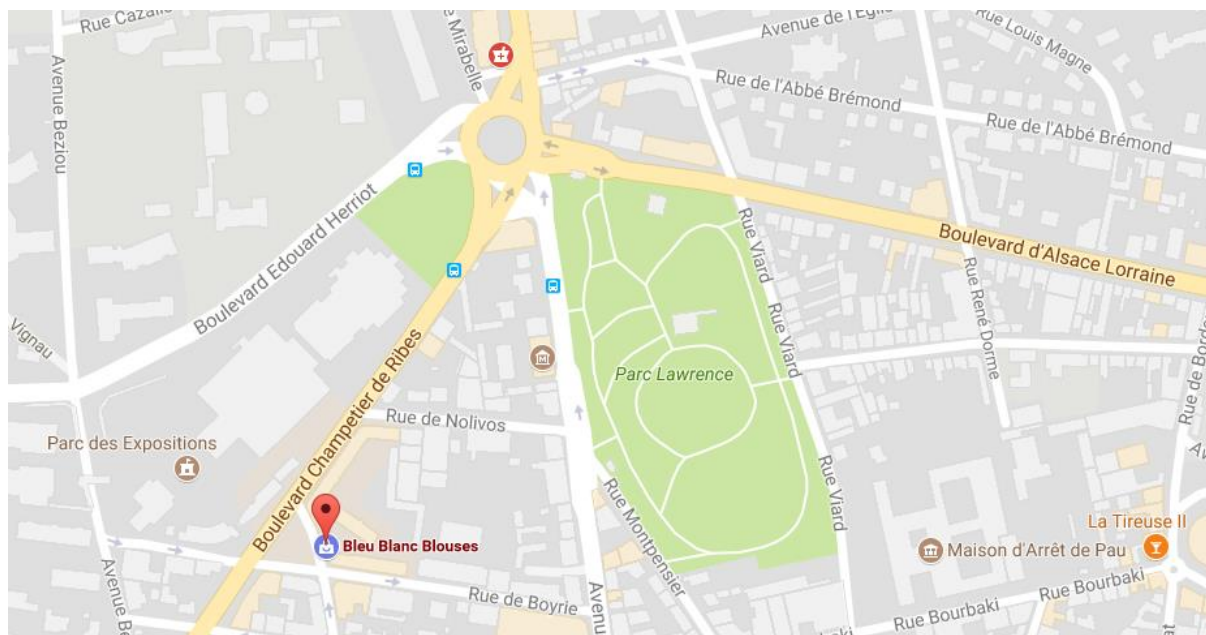 Rue Cazaux
Mirabelle
Avenue de l'Église
Rue Louis Magne
Rue de l'Abbé Brémond
Rue de l'Abbé Brémond
Avenue Beziou
Boulevard Edouard Herriot
Rue Viard
Boulevard d'Alsace Lorraine
Rue René Dorme
Vignau
Boulevard Champetier de Ribes
Rue Viard
Parc Lawrence
Rue de Nolivos
Parc des Expositions
Rue Viard
Rue Montpensier
La Tireuse II
Bleu Blanc Blouses
Maison d'Arrêt de Pau
Rue Bourbaki
Rue de Boyrie
Rue Bourbaki
Avenu